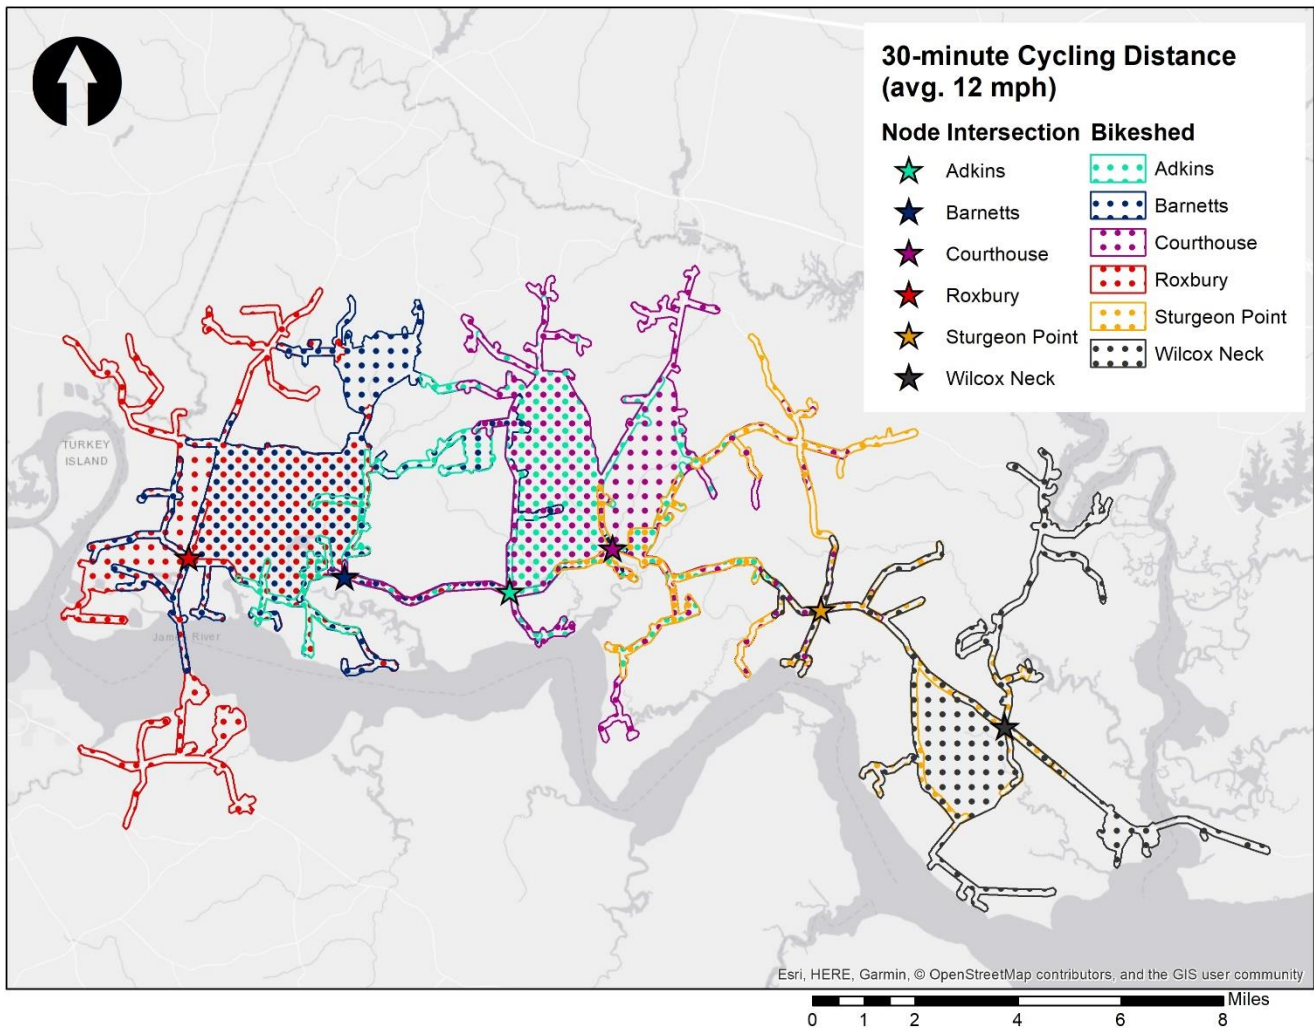 30-minute Cycling Distance
(avg. 12 mph)
Node Intersection Bikeshed
Adkins Adkins
Barnetts Barnetts
Courthouse Courthouse
Roxbury Roxbury
Sturgeon Point Sturgeon Point
Wilcox Neck Wilcox Neck
TURKEY
ISLAND
James River
Esri, HERE, Garmin, © OpenStreetMap contributors, and the GIS user community
Miles
0 1 2 4 6 8